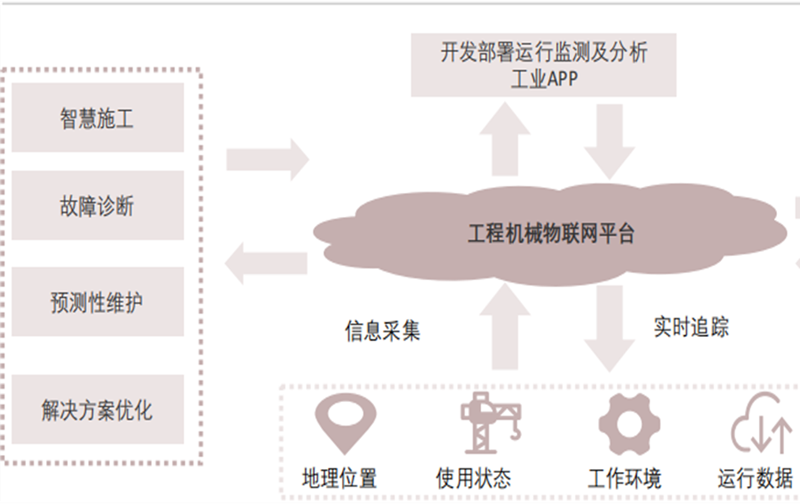 开发部署运行监测及分析
工业APP
智慧施工
故障诊断
预测性维护
解决方案优化
工程机械物联网平台
信息采集
实时追踪
地理位置
使用状态
工作环境
运行数据